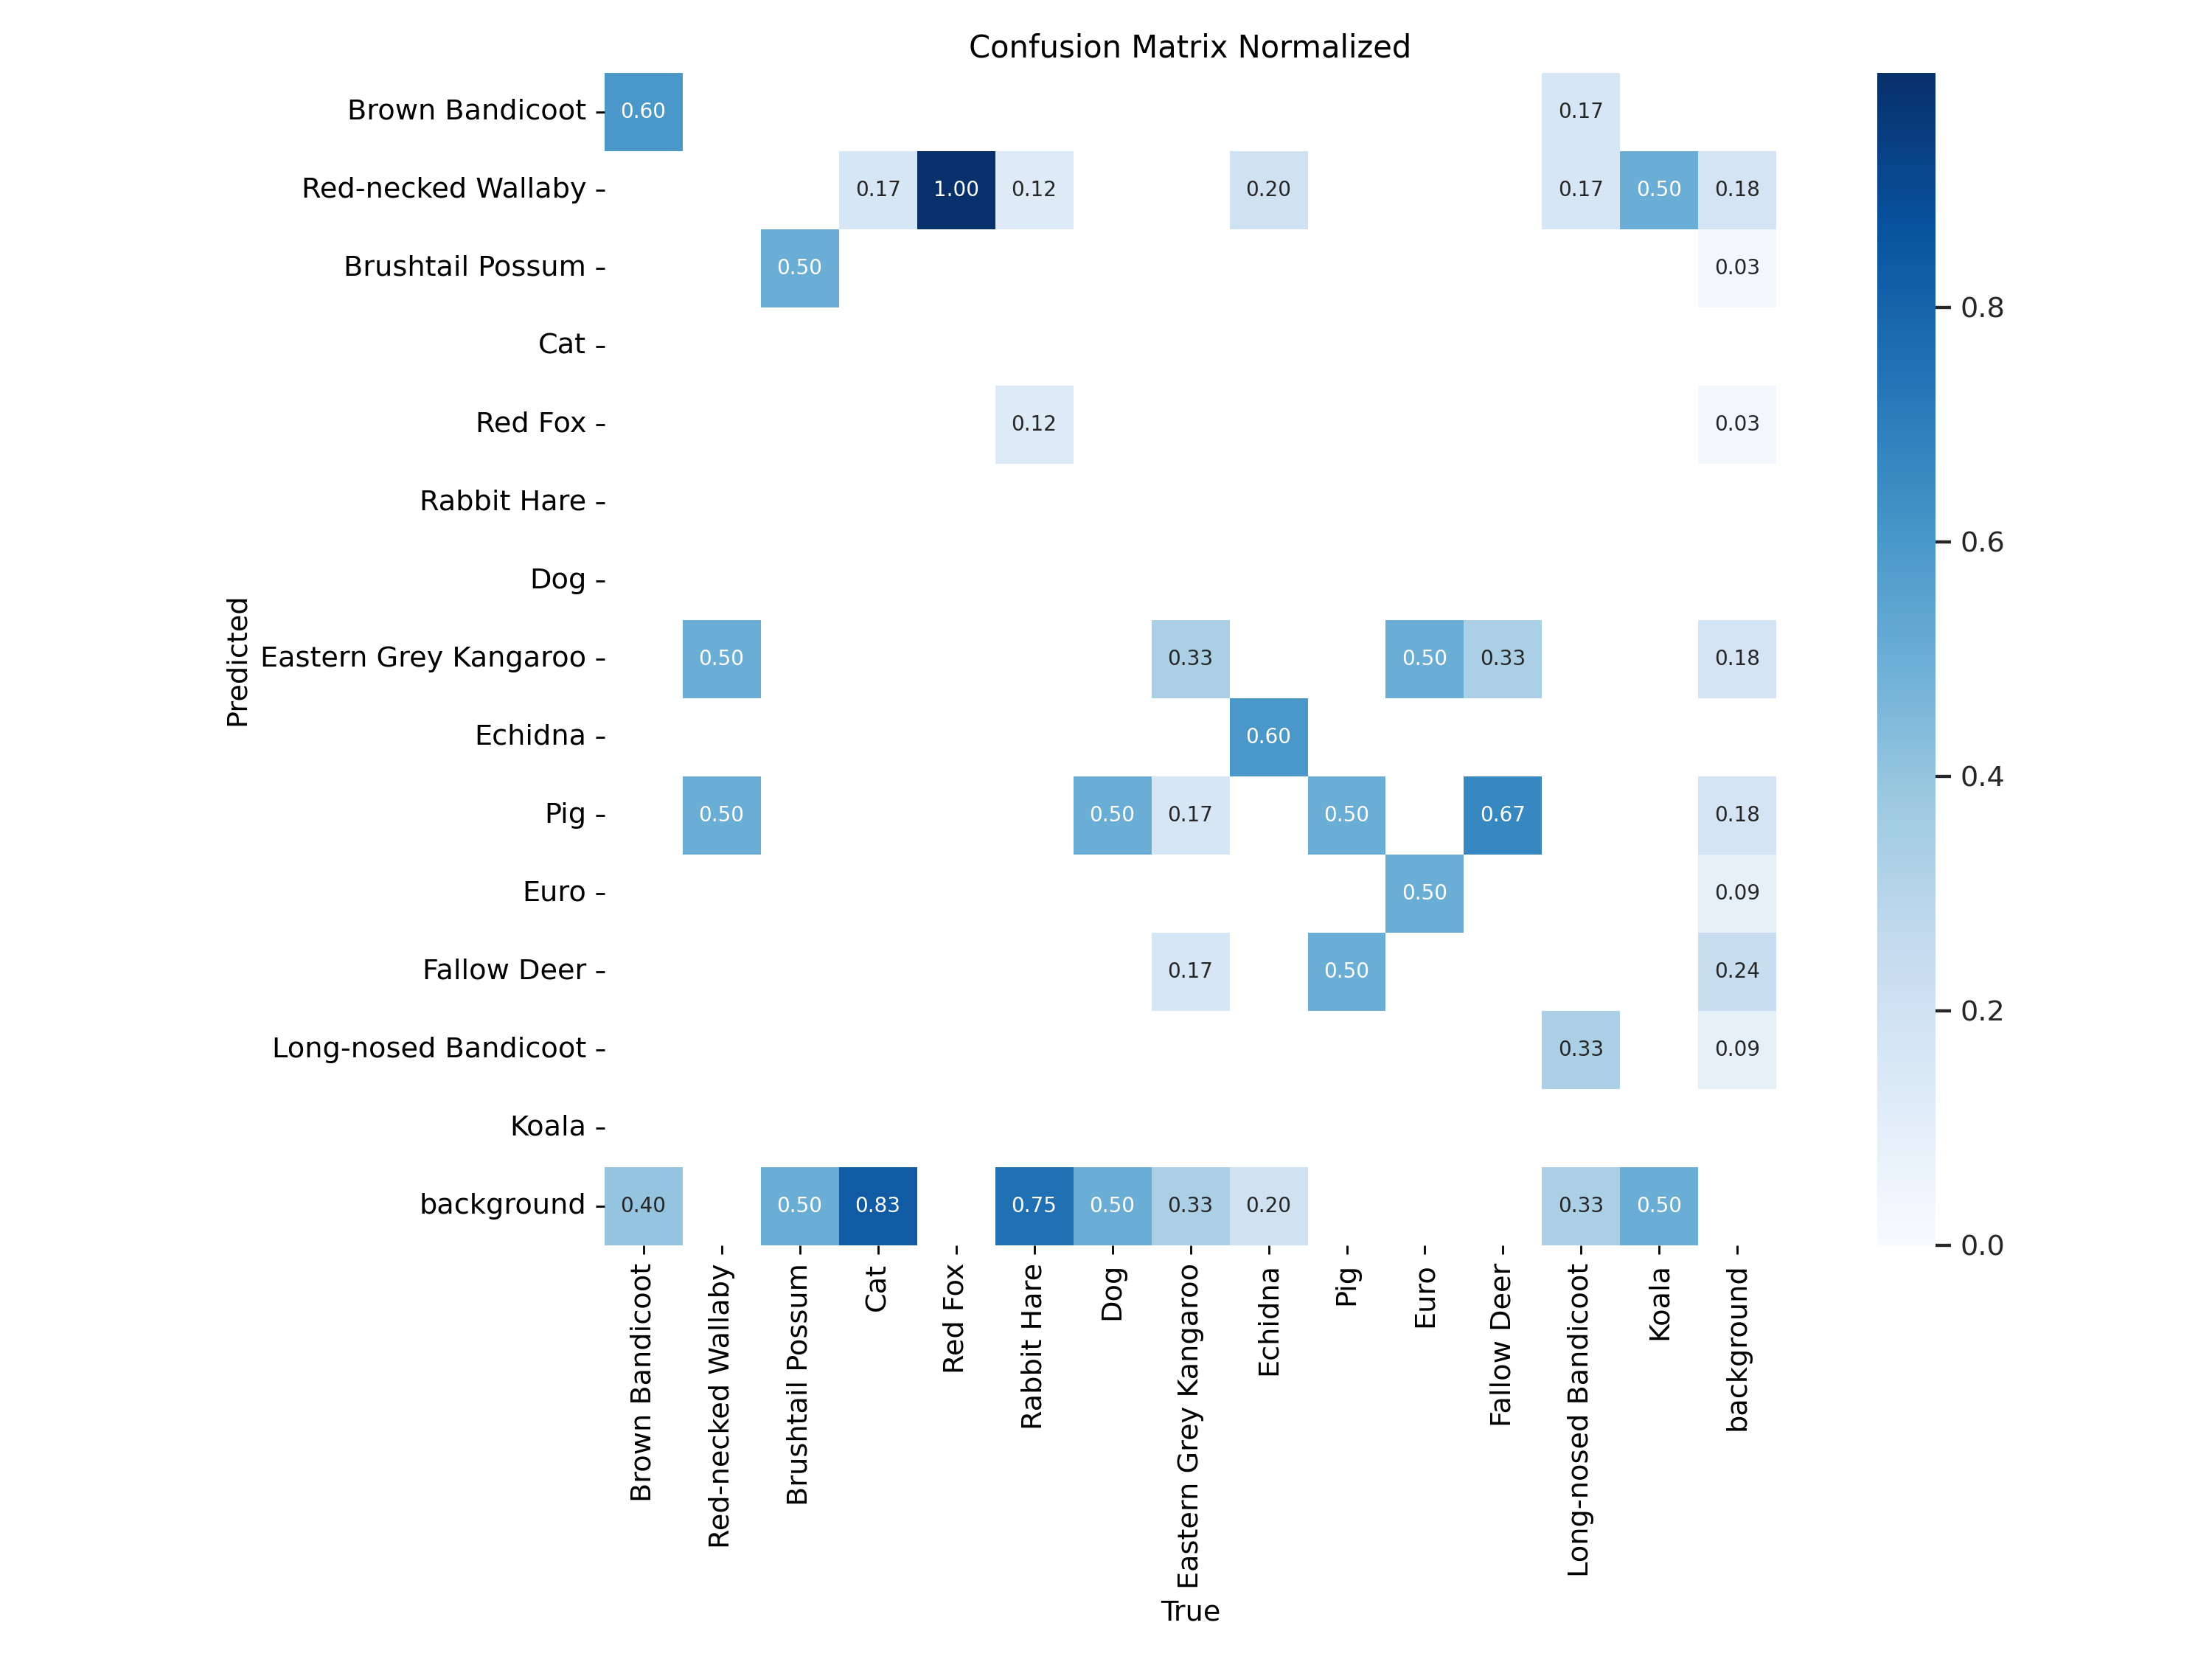 Confusion Matrix Normalized
Brown Bandicoot 0.60 0.17
Red-necked Wallaby 0.17 1.00 0.12 0.20 0.17 0.50 0.18
Brushtail Possum 0.50 0.03
0.8
Cat
Red Fox 0.12 0.03
Rabbit Hare
0.6
Dog
Predicted
Eastern Grey Kangaroo 0.50 0.33 0.50 0.33 0.18
Echidna 0.60
0.4
Pig 0.50 0.50 0.17 0.50 0.67 0.18
Euro 0.50 0.09
Fallow Deer 0.17 0.50 0.24
0.2
Long-nosed Bandicoot 0.33 0.09
Koala
background 0.40 0.50 0.83 0.75 0.50 0.33 0.20 0.33 0.50
0.0
Brown Bandicoot
Red-necked Wallaby
Brushtail Possum
Cat
Red Fox
Rabbit Hare
Dog
Eastern Grey Kangaroo
Echidna
Pig
Euro
Fallow Deer
Long-nosed Bandicoot
Koala
background
True